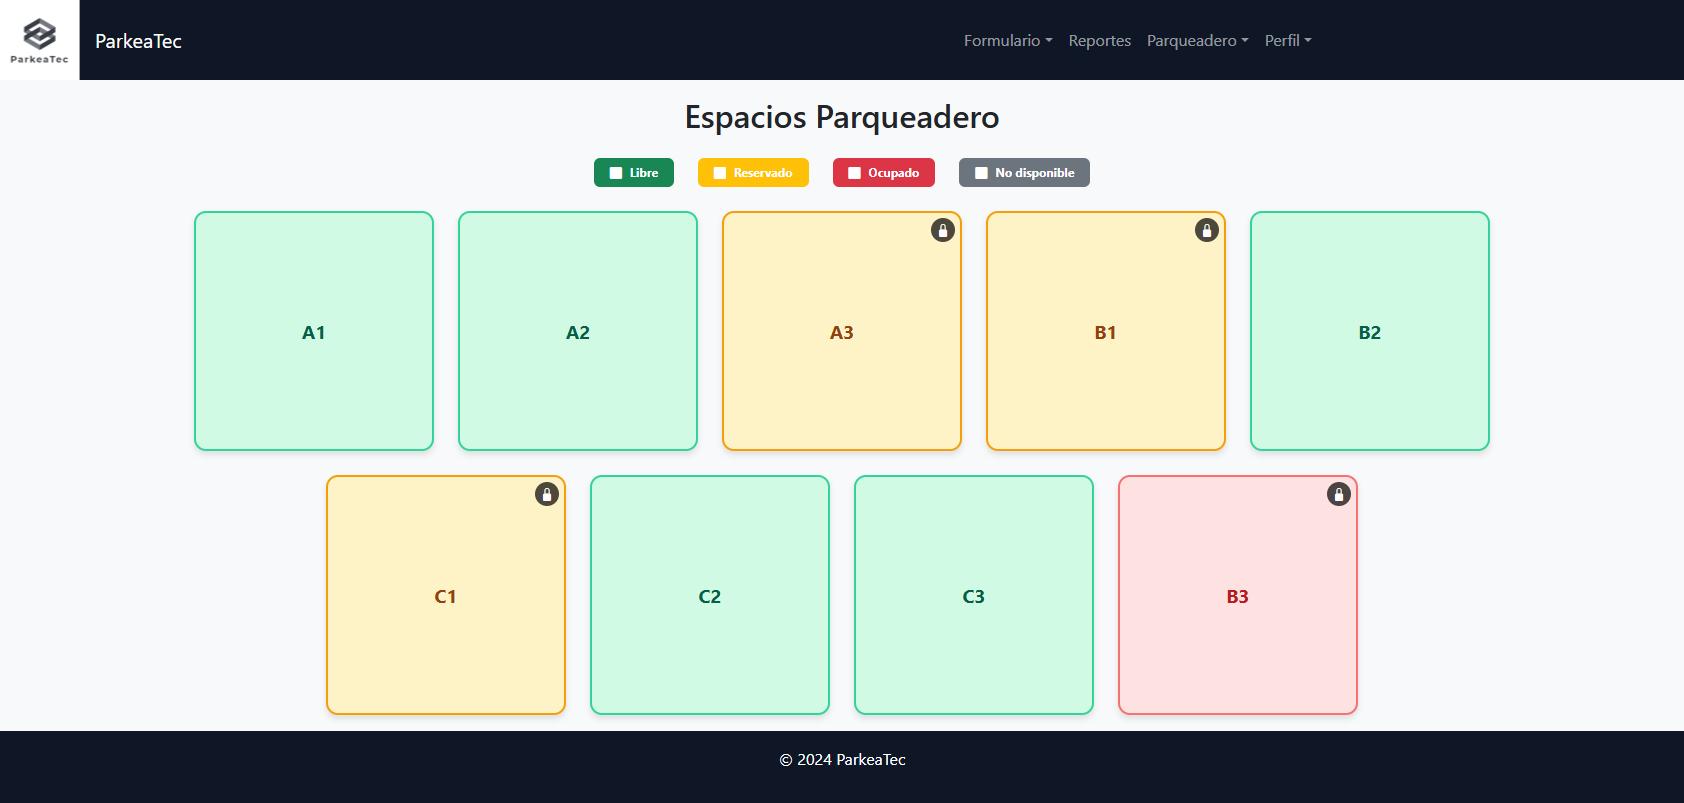 ParkeaTec
ParkeaTec
Formulario Reportes Parqueadero Perfil
Espacios Parqueadero
Libre Reservado Ocupado No disponible
A1 A2 A3 B1 B2
C1 C2 C3 B3
© 2024 ParkeaTec